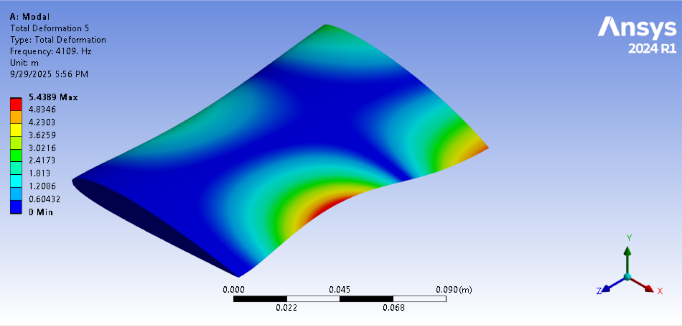 A: Modal
Total Deformation 5
Type: Total Deformation
Frequency: 4109. Hz
Unit: m
9/29/2025 5:56 PM
5.4389 Max
4.8346
4.2303
3.6259
3.0216
2.4173
1.813
1.2086
0.60432
0 Min
Ansys
2024 R1
0.000 0.045 0.090(m)
0.022 0.068
Y
Z X